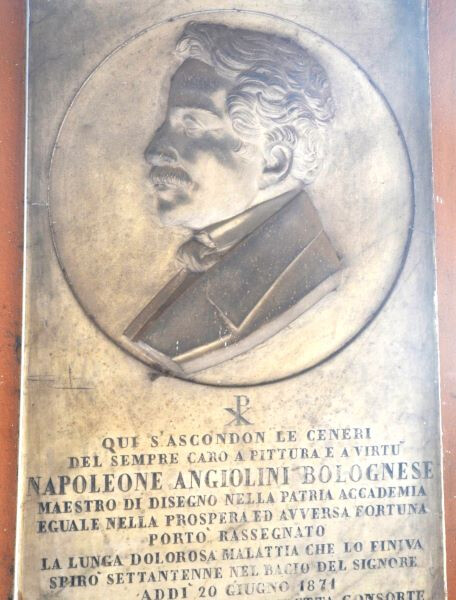 QUI S'ASCONDON LE CENERI
DEL SEMPRE CARO A PITTURA E A VIRTU'
NAPOLEONE ANGIOLINI BOLOGNESE
MAESTRO DI DISEGNO NELLA PATRIA ACCADEMIA
EGUALE NELLA PROSPERA ED AVVERSA FORTUNA
PORTO' RASSEGNATO
LA LUNGA DOLOROSA MALATTIA CHE LO FINIVA
SPIRO' SETTANTENNE NEL BACIO DEL SIGNORE
ADDI' 20 GIUGNO 1871
CONSORTE